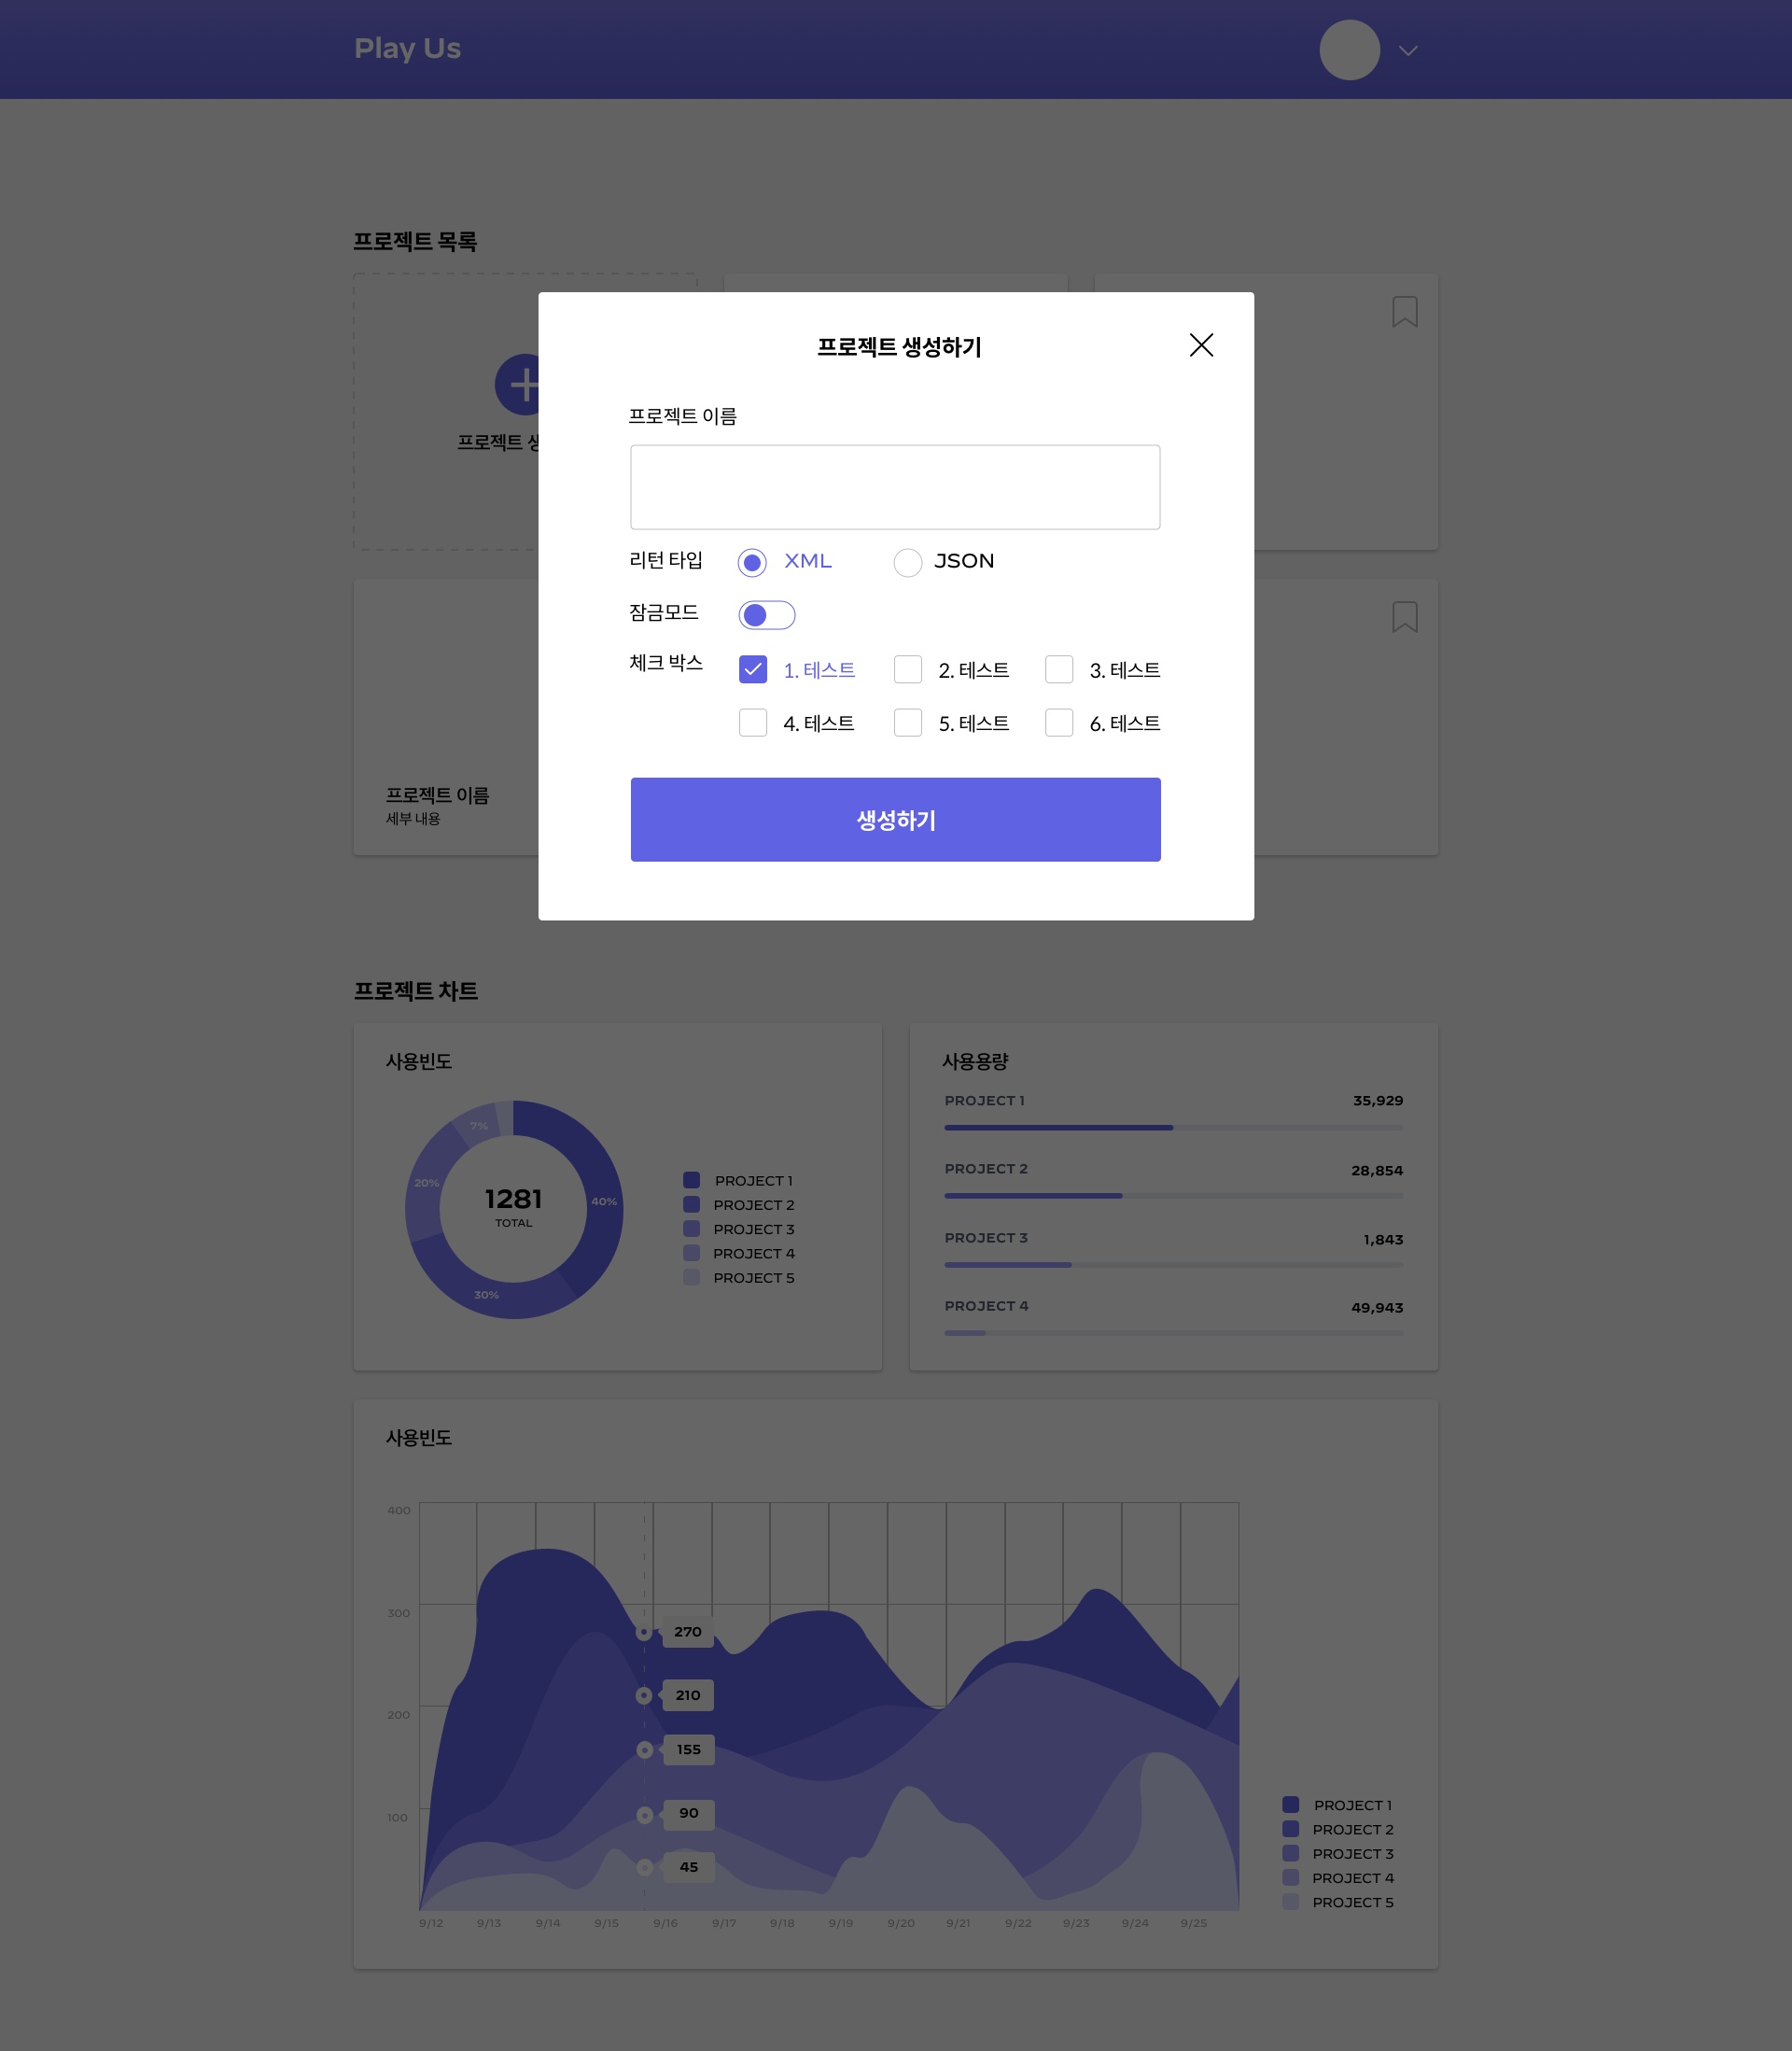 Play Us
프로젝트 목록
프로젝트 생성하기
프로젝트 이름
리턴 타입 XML JSON
잠금모드
체크 박스 1. 테스트 2. 테스트 3. 테스트
4. 테스트 5. 테스트 6. 테스트
생성하기
프로젝트 생
프로젝트 이름
세부 내용
프로젝트 차트
사용빈도
7%
20%
40%
30%
1281
TOTAL
PROJECT 1
PROJECT 2
PROJECT 3
PROJECT 4
PROJECT 5
사용용량
PROJECT 1 35,929
PROJECT 2 28,854
PROJECT 3 1,843
PROJECT 4 49,943
사용빈도
400
300
200
100
270
210
155
90
45
9/12 9/13 9/14 9/15 9/16 9/17 9/18 9/19 9/20 9/21 9/22 9/23 9/24 9/25
PROJECT 1
PROJECT 2
PROJECT 3
PROJECT 4
PROJECT 5